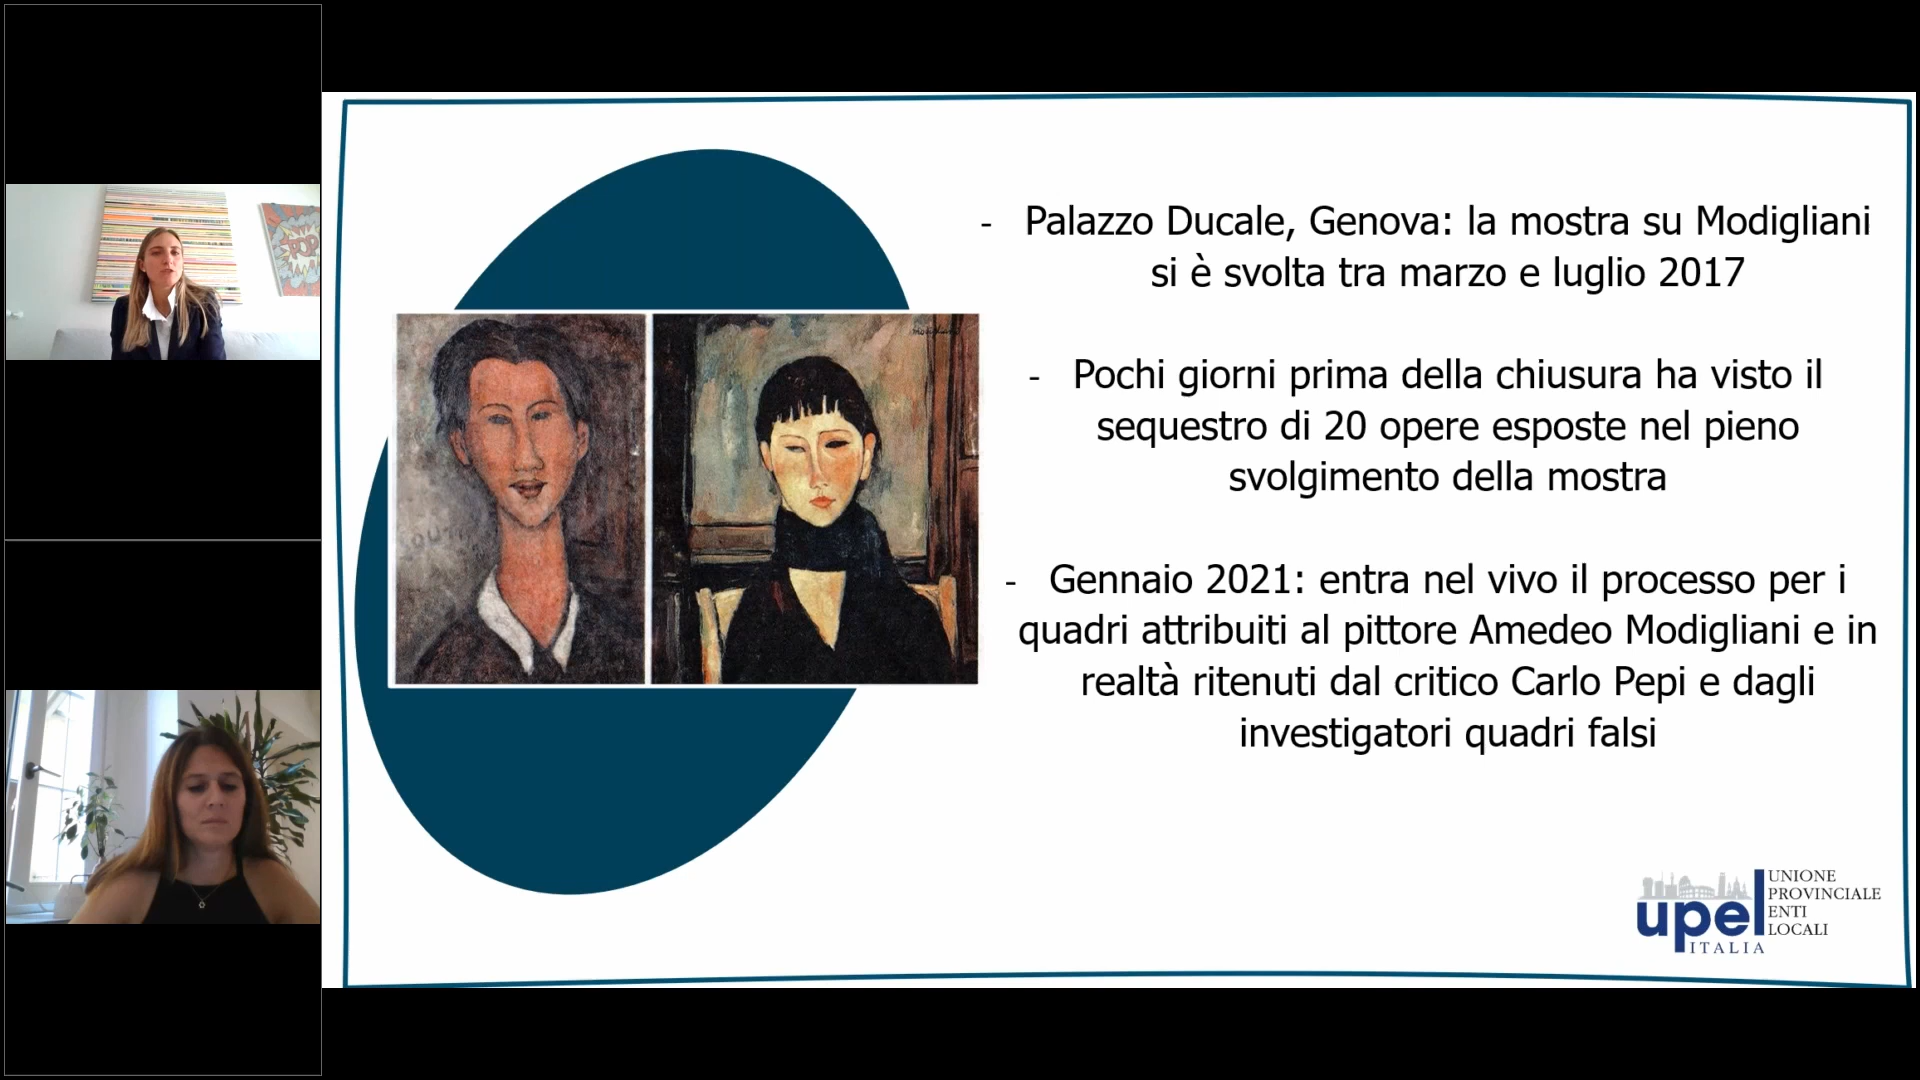 POP
- Palazzo Ducale, Genova: la mostra su Modigliani
si è svolta tra marzo e luglio 2017
- Pochi giorni prima della chiusura ha visto il
sequestro di 20 opere esposte nel pieno
svolgimento della mostra
- Gennaio 2021: entra nel vivo il processo per i
quadri attribuiti al pittore Amedeo Modigliani e in
realtà ritenuti dal critico Carlo Pepi e dagli
investigatori quadri falsi
upel
ITALIA
UNIONE
PROVINCIALE
ENTI
LOCALI